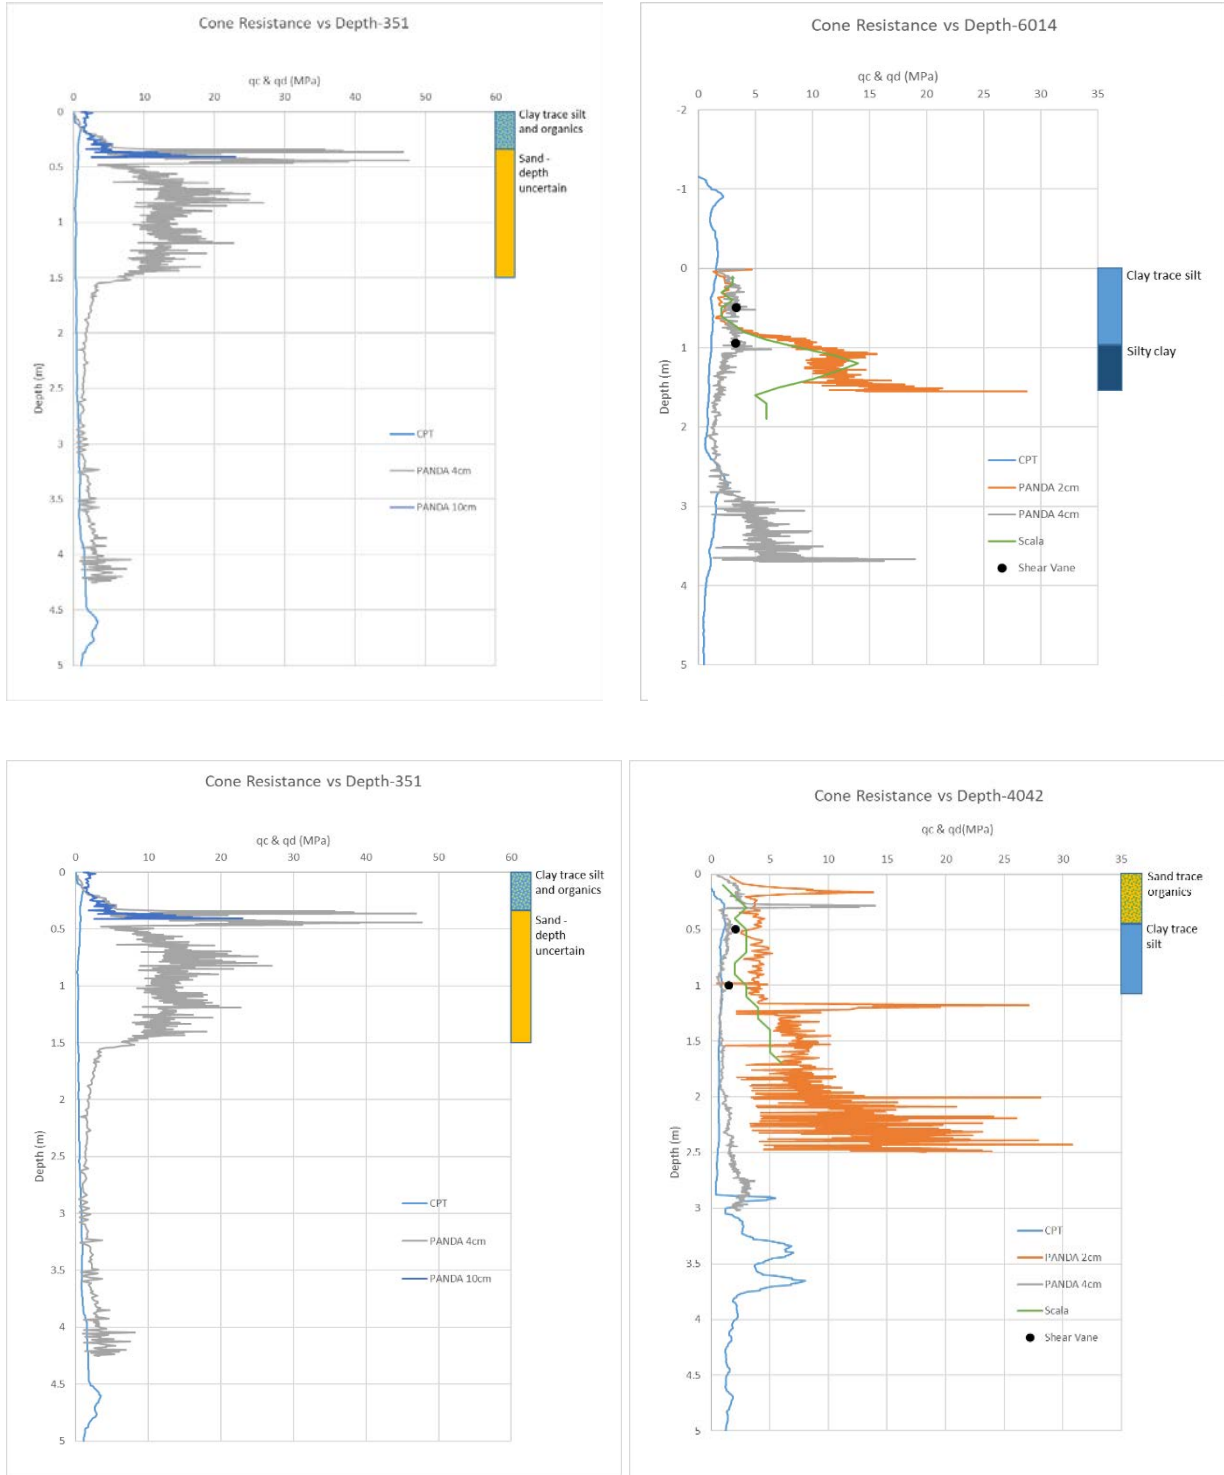 Cone Resistance vs Depth-351
qc & qd (MPa)
0 10 20 30 40 50 60
0
0.5
1
1.5
2
2.5
3
3.5
4
4.5
5
Depth (m)
CPT
PANDA 4cm
PANDA 10cm
Clay trace silt
and organics
Sand -
depth
uncertain
Cone Resistance vs Depth-6014
qc & qd (MPa)
0 5 10 15 20 25 30 35
-2
-1
0
1
2
3
4
5
Depth (m)
CPT
PANDA 2cm
PANDA 4cm
Scala
Shear Vane
Clay trace silt
Silty clay
Cone Resistance vs Depth-351
qc & qd (MPa)
0 10 20 30 40 50 60
0
0.5
1
1.5
2
2.5
3
3.5
4
4.5
5
Depth (m)
CPT
PANDA 4cm
PANDA 10cm
Clay trace silt
and organics
Sand -
depth
uncertain
Cone Resistance vs Depth-4042
qc & qd(MPa)
0 5 10 15 20 25 30 35
0
0.5
1
1.5
2
2.5
3
3.5
4
4.5
5
Depth (m)
CPT
PANDA 2cm
PANDA 4cm
Scala
Shear Vane
Sand trace
organics
Clay trace
silt